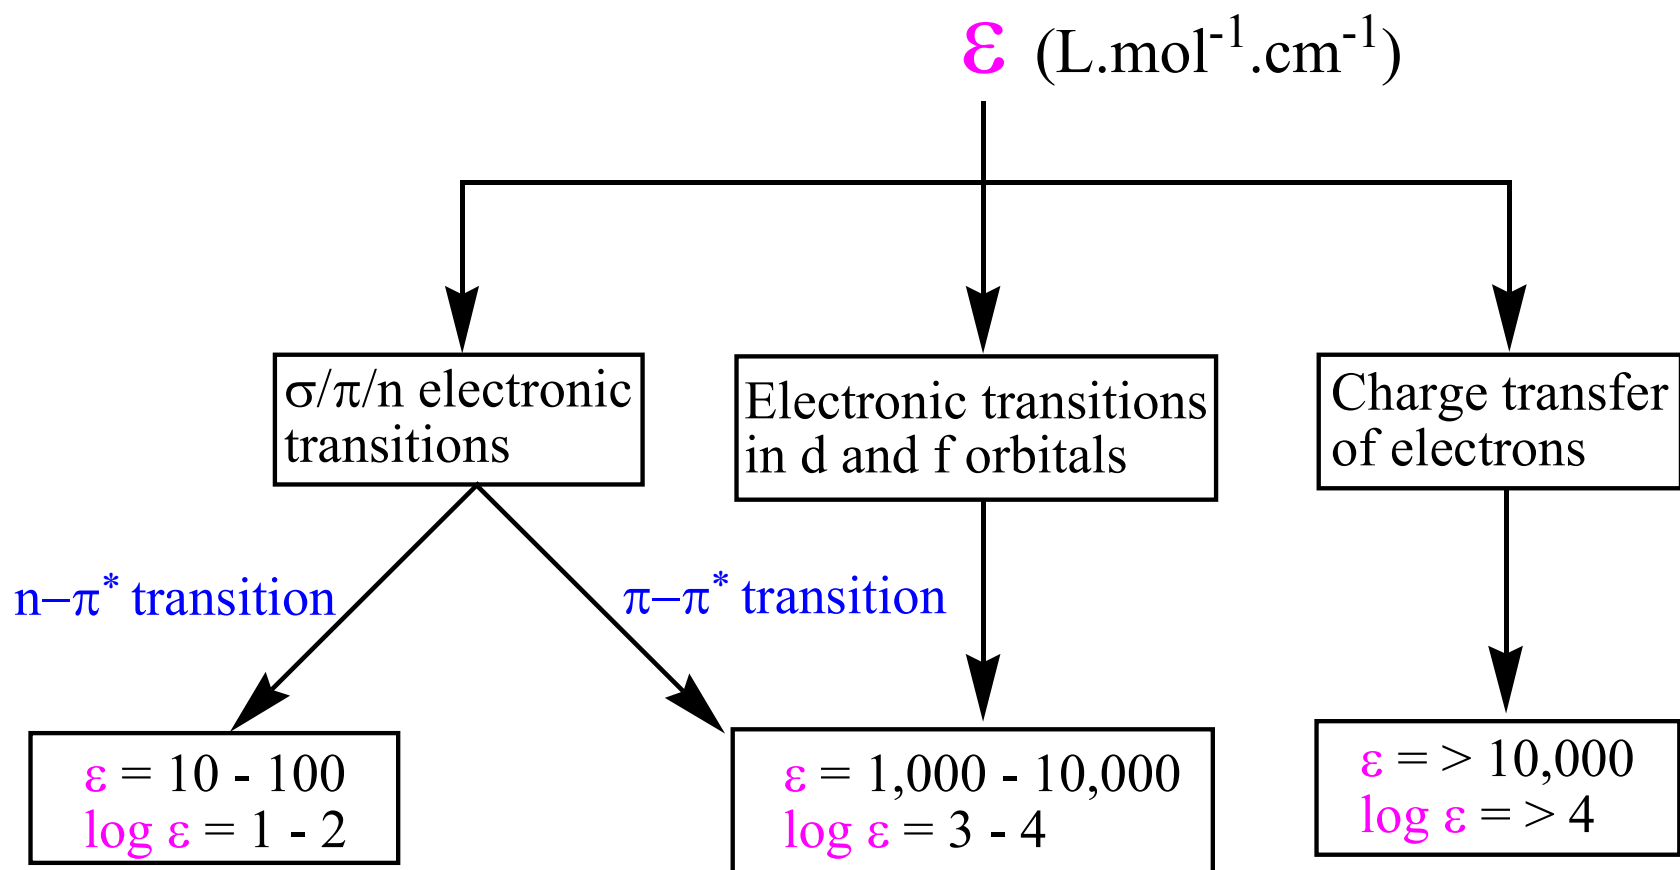 ε (L.mol⁻¹.cm⁻¹)
σ/π/n electronic
transitions
Electronic transitions
in d and f orbitals
Charge transfer
of electrons
n–π* transition
π–π* transition
ε = 10 - 100
log ε = 1 - 2
ε = 1,000 - 10,000
log ε = 3 - 4
ε = > 10,000
log ε = > 4